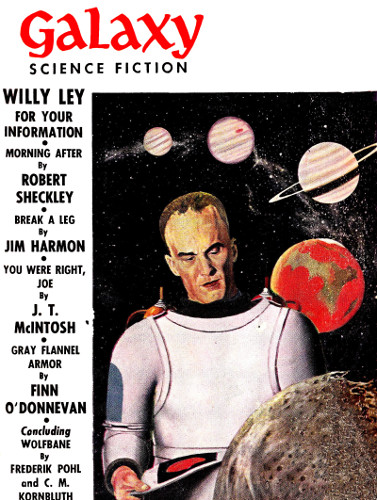 Galaxy
SCIENCE FICTION
WILLY LEY
FOR YOUR
INFORMATION
•
MORNING AFTER
By
ROBERT
SHECKLEY
•
BREAK A LEG
By
JIM HARMON
•
YOU WERE RIGHT,
JOE
By
J. T.
McINTOSH
•
GRAY FLANNEL
ARMOR
By
FINN
O'DONNEVAN
•
Concluding
WOLFBANE
By
FREDERIK POHL
and C. M.
KORNBLUTH